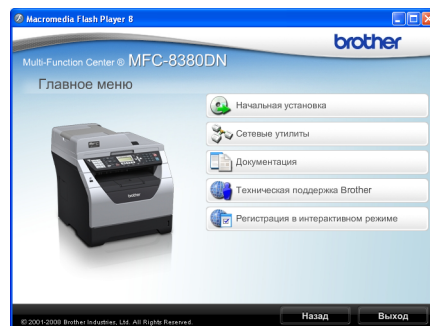 Macromedia Flash Player 8
brother
Multi-Function Center ® MFC-8380DN
Главное меню
Начальная установка
Сетевые утилиты
Документация
Техническая поддержка Brother
Регистрация в интерактивном режиме
© 2001-2008 Brother Industries, Ltd. All Rights Reserved.
Назад
Выход